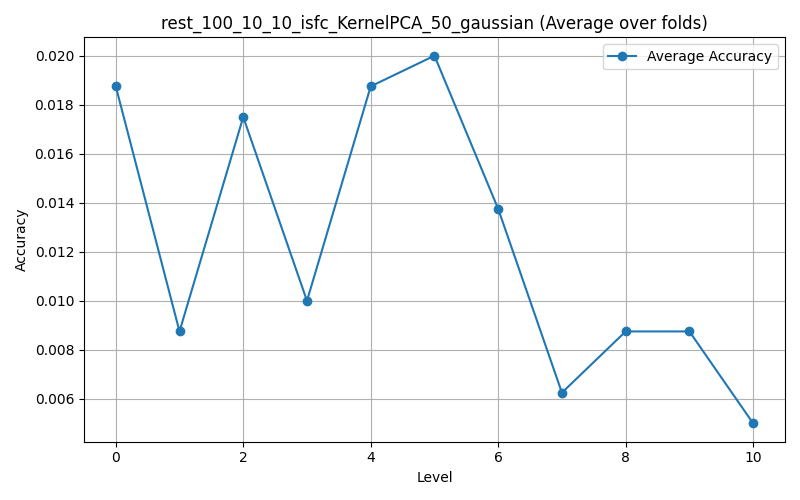 rest_100_10_10_isfc_KernelPCA_50_gaussian (Average over folds)
Average Accuracy
0.020
0.018
0.016
0.014
0.012
0.010
0.008
0.006
Accuracy
0 2 4 6 8 10
Level